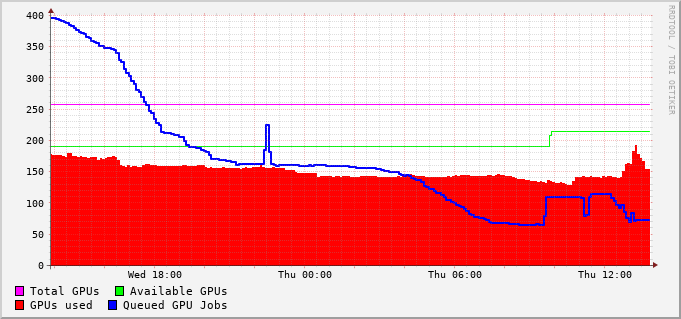 400
350
300
250
200
150
100
50
0
Wed 18:00 Thu 00:00 Thu 06:00 Thu 12:00
Total GPUs Available GPUs
GPUs used Queued GPU Jobs
RRDTOOL / TOBI OETIKER